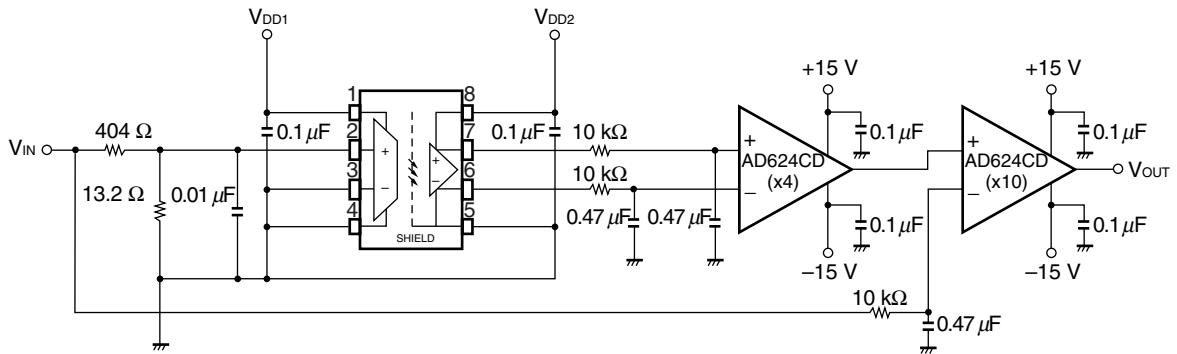 VDD1
VDD2
+15 V
+15 V
1
8
0.1 μF
0.1 μF
0.1 μF
0.1 μF
404 Ω
2
7
10 kΩ
VIN
+
+
+
AD624CD
(x4)
+
AD624CD
(x10)
VOUT
3
6
10 kΩ
−
−
−
−
13.2 Ω
0.01 μF
0.47 μF
0.47 μF
4
5
0.1 μF
0.1 μF
SHIELD
−15 V
−15 V
10 kΩ
0.47 μF